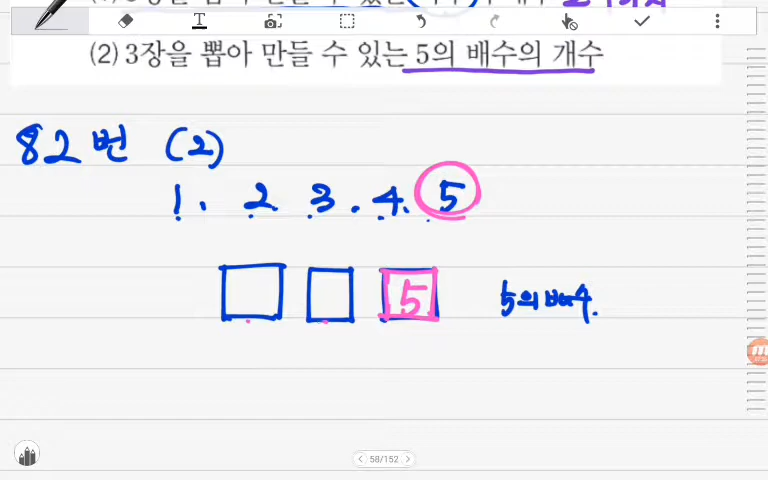 (2) 3장을 뽑아 만들 수 있는 5의 배수의 개수
82번 (2)
1. 2 3. 4. 5
5 5의 배수.
58/152